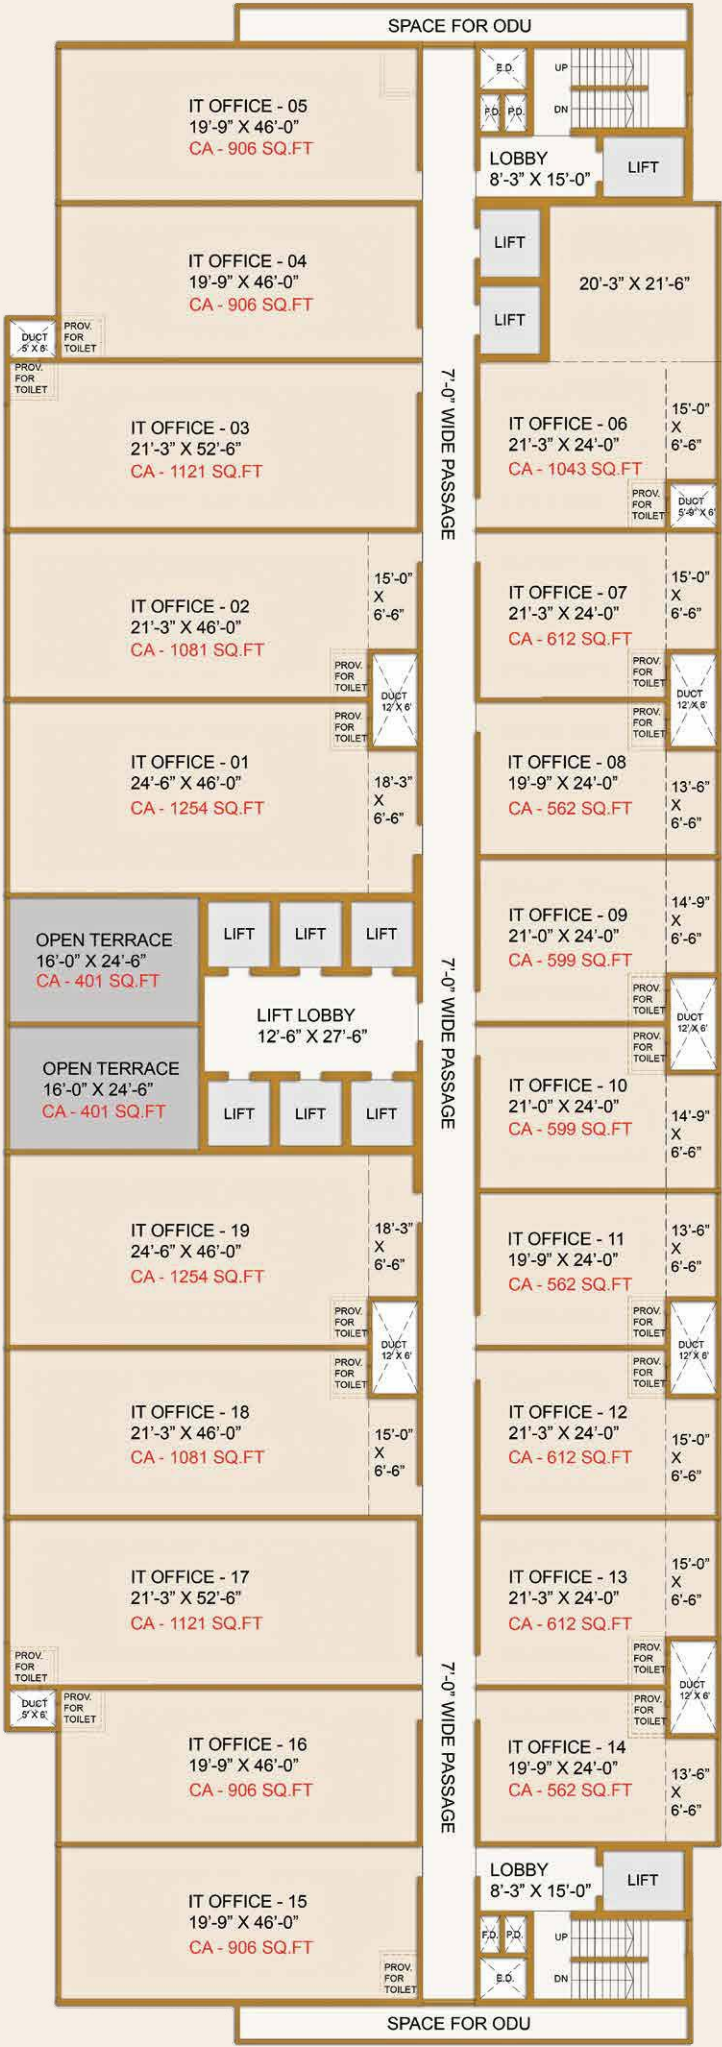 SPACE FOR ODU
IT OFFICE - 05
19'-9" X 46'-0"
CA - 906 SQ.FT
E.D.
P.D. P.D.
UP
DN
LOBBY
8'-3" X 15'-0"
LIFT
IT OFFICE - 04
19'-9" X 46'-0"
CA - 906 SQ.FT
LIFT
LIFT
20'-3" X 21'-6"
DUCT
5' X 6'
PROV.
FOR
TOILET
PROV.
FOR
TOILET
IT OFFICE - 03
21'-3" X 52'-6"
CA - 1121 SQ.FT
7'-0" WIDE PASSAGE
IT OFFICE - 06
21'-3" X 24'-0"
CA - 1043 SQ.FT
15'-0"
X
6'-6"
PROV.
FOR
TOILET
DUCT
5'-9" X 6'
IT OFFICE - 02
21'-3" X 46'-0"
CA - 1081 SQ.FT
15'-0"
X
6'-6"
PROV.
FOR
TOILET
DUCT
12' X 6'
IT OFFICE - 07
21'-3" X 24'-0"
CA - 612 SQ.FT
15'-0"
X
6'-6"
PROV.
FOR
TOILET
DUCT
12' X 6'
IT OFFICE - 01
24'-6" X 46'-0"
CA - 1254 SQ.FT
PROV.
FOR
TOILET
18'-3"
X
6'-6"
IT OFFICE - 08
19'-9" X 24'-0"
CA - 562 SQ.FT
PROV.
FOR
TOILET
13'-6"
X
6'-6"
OPEN TERRACE
16'-0" X 24'-6"
CA - 401 SQ.FT
LIFT LIFT LIFT
LIFT LOBBY
12'-6" X 27'-6"
7'-0" WIDE PASSAGE
IT OFFICE - 09
21'-0" X 24'-0"
CA - 599 SQ.FT
14'-9"
X
6'-6"
PROV.
FOR
TOILET
DUCT
12' X 6'
OPEN TERRACE
16'-0" X 24'-6"
CA - 401 SQ.FT
LIFT LIFT LIFT
IT OFFICE - 10
21'-0" X 24'-0"
CA - 599 SQ.FT
PROV.
FOR
TOILET
14'-9"
X
6'-6"
IT OFFICE - 19
24'-6" X 46'-0"
CA - 1254 SQ.FT
18'-3"
X
6'-6"
PROV.
FOR
TOILET
DUCT
12' X 6'
IT OFFICE - 11
19'-9" X 24'-0"
CA - 562 SQ.FT
13'-6"
X
6'-6"
PROV.
FOR
TOILET
DUCT
12' X 6'
IT OFFICE - 18
21'-3" X 46'-0"
CA - 1081 SQ.FT
PROV.
FOR
TOILET
15'-0"
X
6'-6"
IT OFFICE - 12
21'-3" X 24'-0"
CA - 612 SQ.FT
PROV.
FOR
TOILET
15'-0"
X
6'-6"
IT OFFICE - 17
21'-3" X 52'-6"
CA - 1121 SQ.FT
PROV.
FOR
TOILET
IT OFFICE - 13
21'-3" X 24'-0"
CA - 612 SQ.FT
15'-0"
X
6'-6"
PROV.
FOR
TOILET
DUCT
12' X 6'
DUCT
5' X 6'
PROV.
FOR
TOILET
IT OFFICE - 16
19'-9" X 46'-0"
CA - 906 SQ.FT
7'-0" WIDE PASSAGE
IT OFFICE - 14
19'-9" X 24'-0"
CA - 562 SQ.FT
PROV.
FOR
TOILET
13'-6"
X
6'-6"
IT OFFICE - 15
19'-9" X 46'-0"
CA - 906 SQ.FT
PROV.
FOR
TOILET
LOBBY
8'-3" X 15'-0"
LIFT
F.D. P.D.
E.D.
UP
DN
SPACE FOR ODU